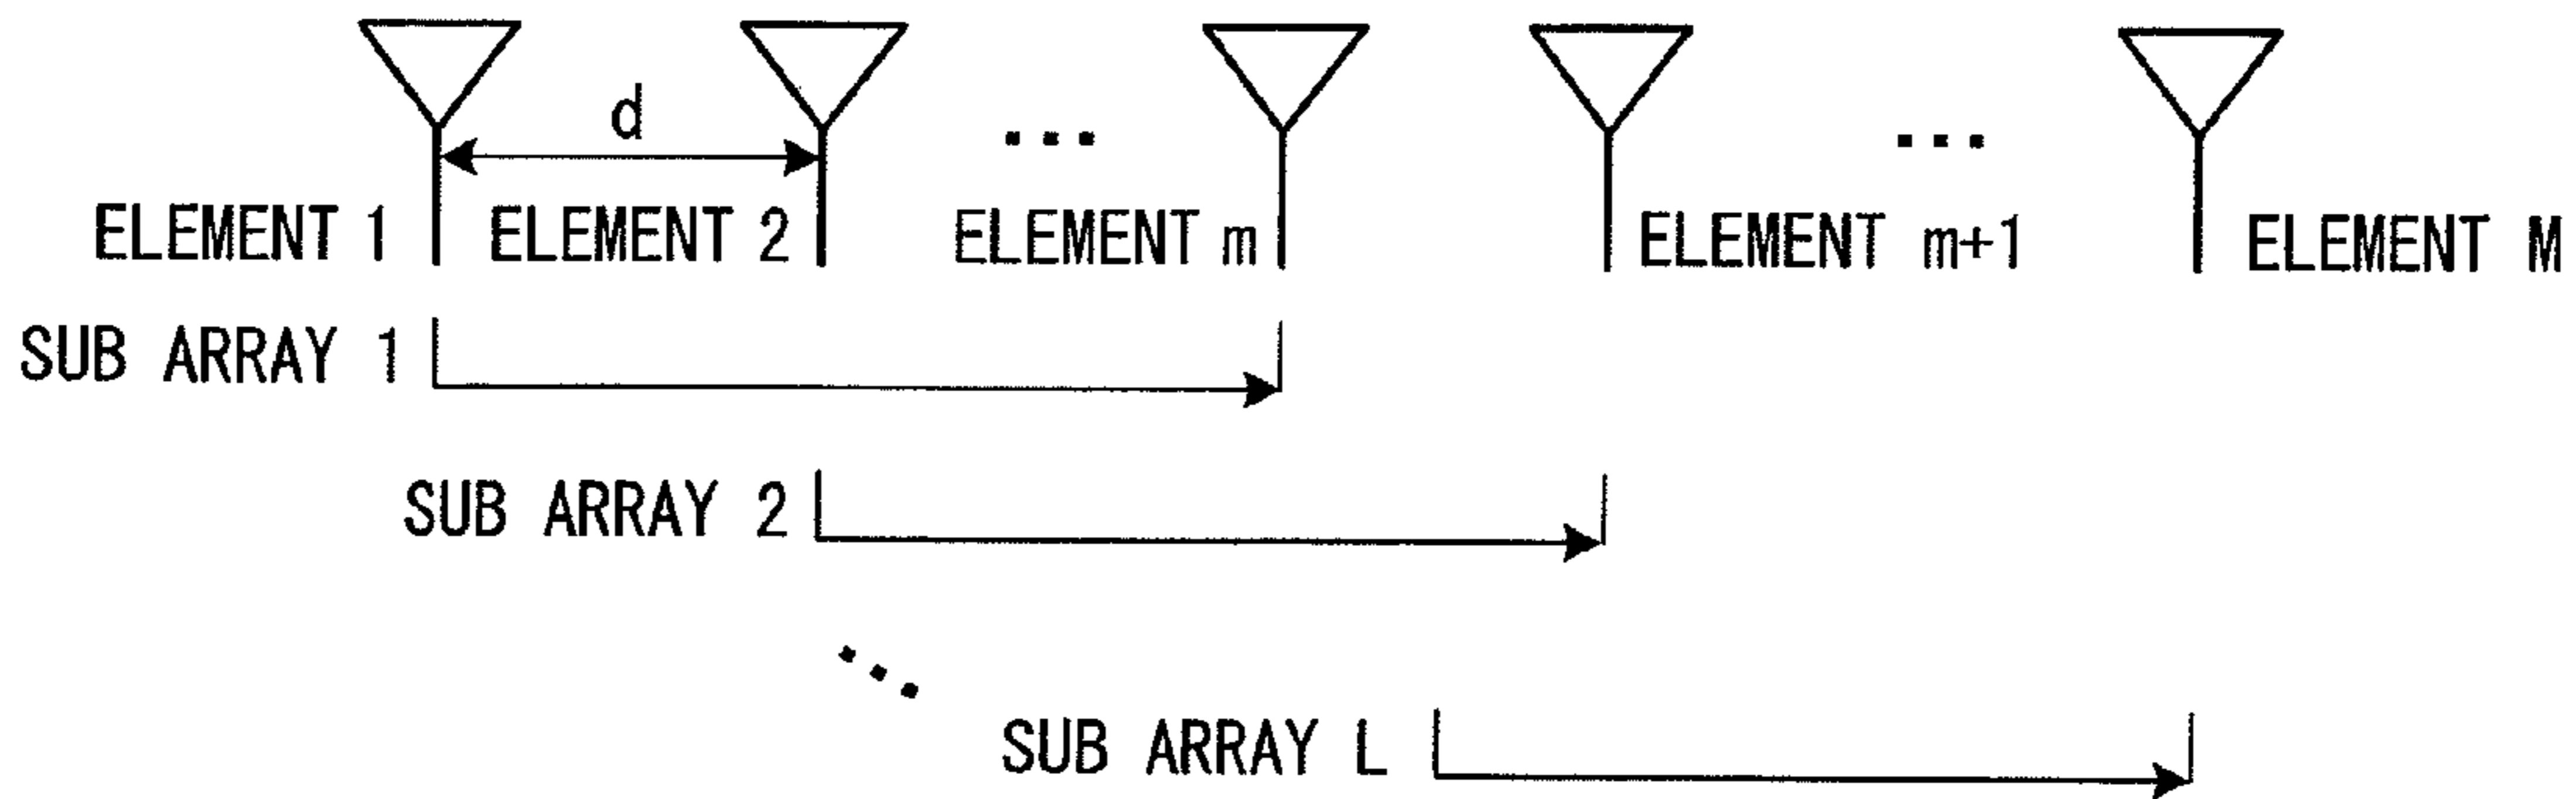 d
ELEMENT 1 ELEMENT 2 ... ELEMENT m ELEMENT m+1 ... ELEMENT M
SUB ARRAY 1
SUB ARRAY 2
...
SUB ARRAY L